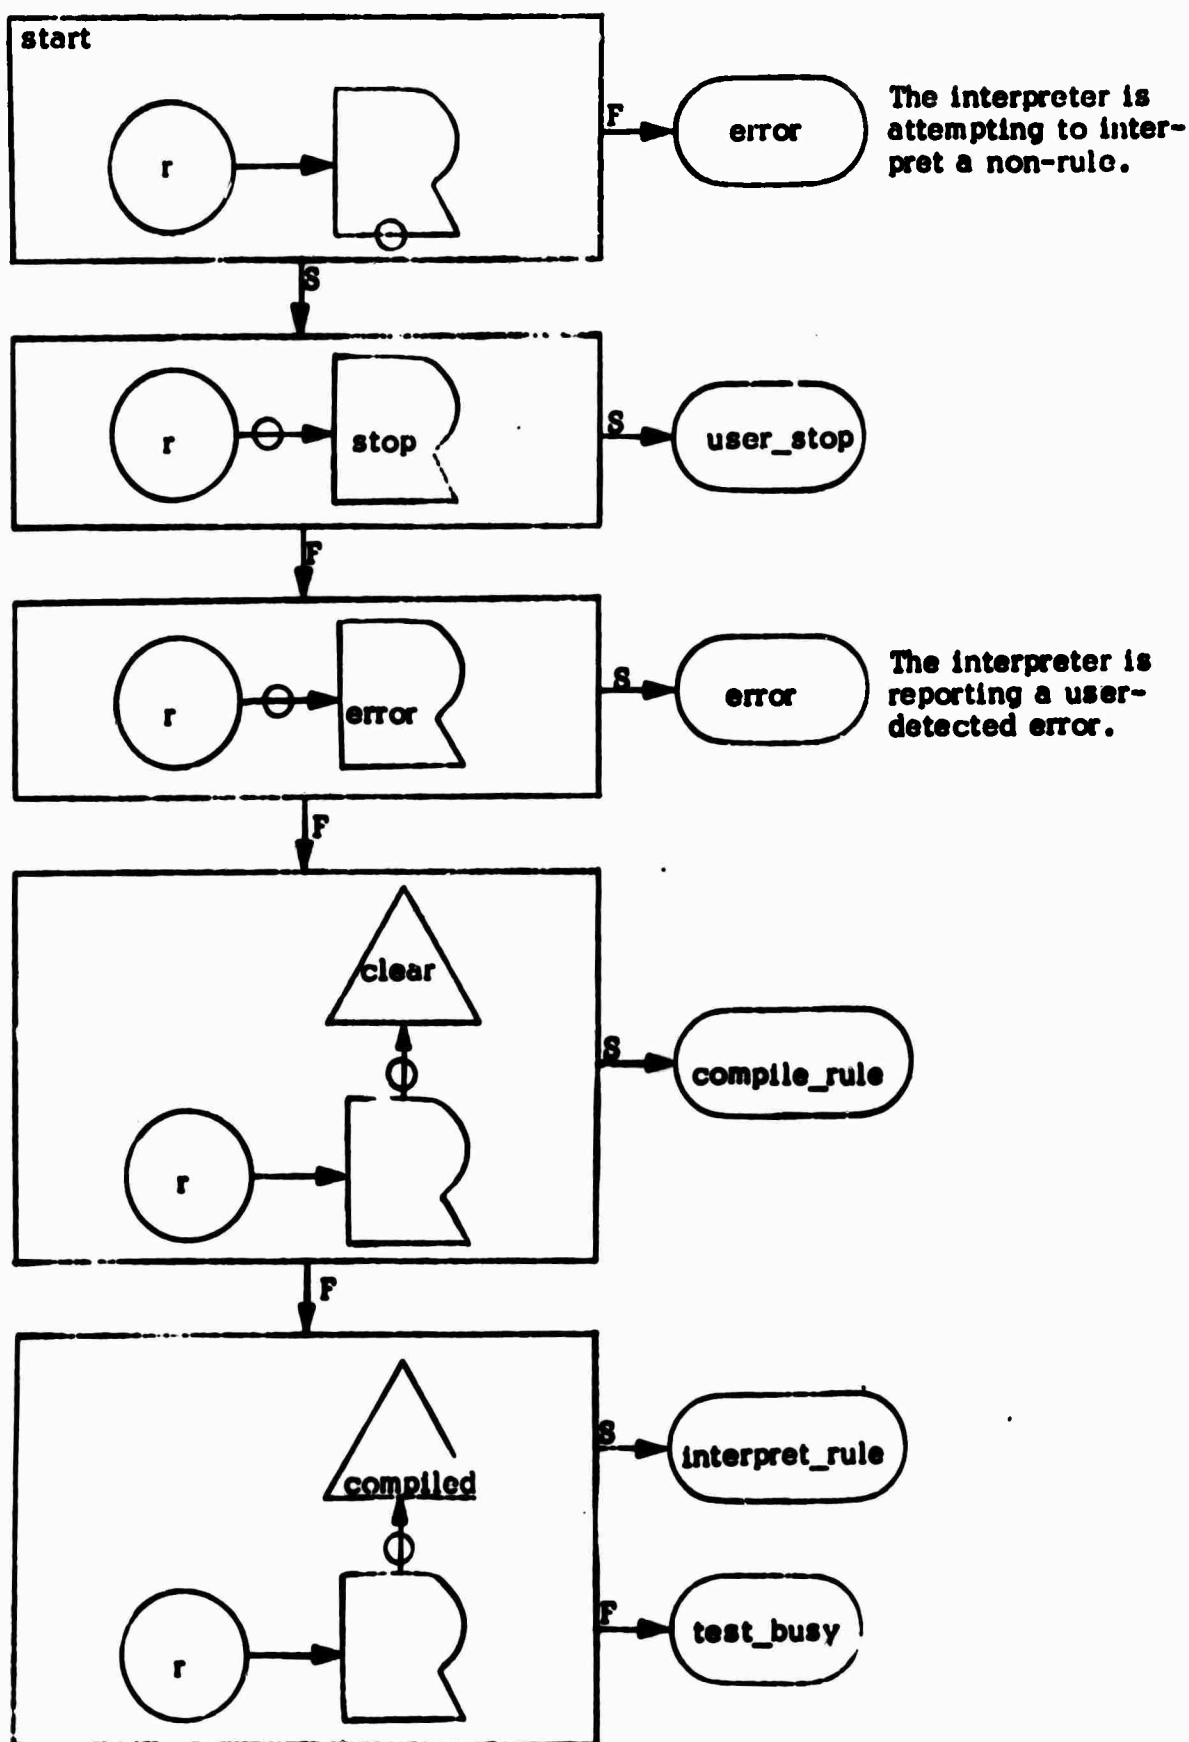 start
r
F
error
The interpreter is
attempting to inter-
pret a non-rule.
S
r
stop
S
user_stop
F
r
error
S
error
The interpreter is
reporting a user-
detected error.
F
clear
r
S
compile_rule
F
compiled
r
S
interpret_rule
F
test_busy